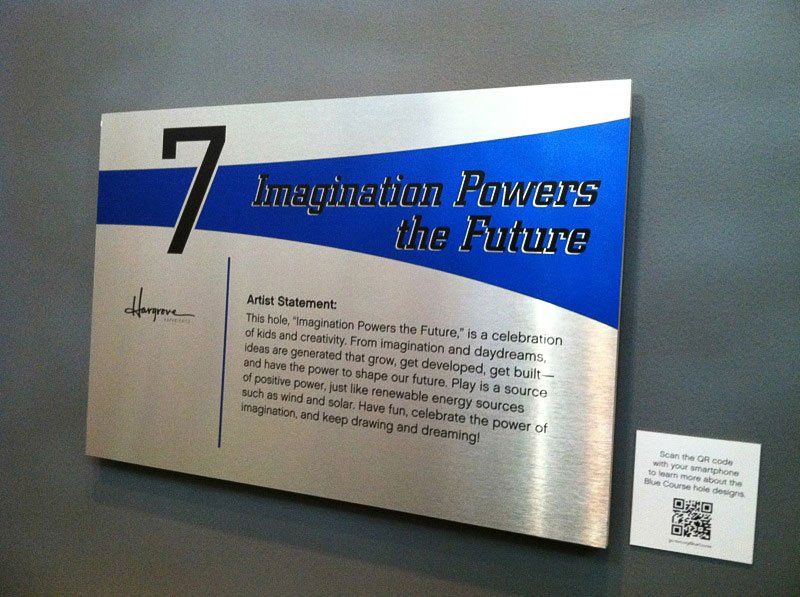 7
Imagination Powers
the Future
Hargrove
Artist Statement:
This hole, "Imagination Powers the Future," is a celebration
of kids and creativity. From imagination and daydreams,
ideas are generated that grow, get developed, get built—
and have the power to shape our future. Play is a source
of positive power, just like renewable energy sources
such as wind and solar. Have fun, celebrate the power of
imagination, and keep drawing and dreaming!
Scan the QR code
with your smartphone
to learn more about the
Blue Course hole designs.